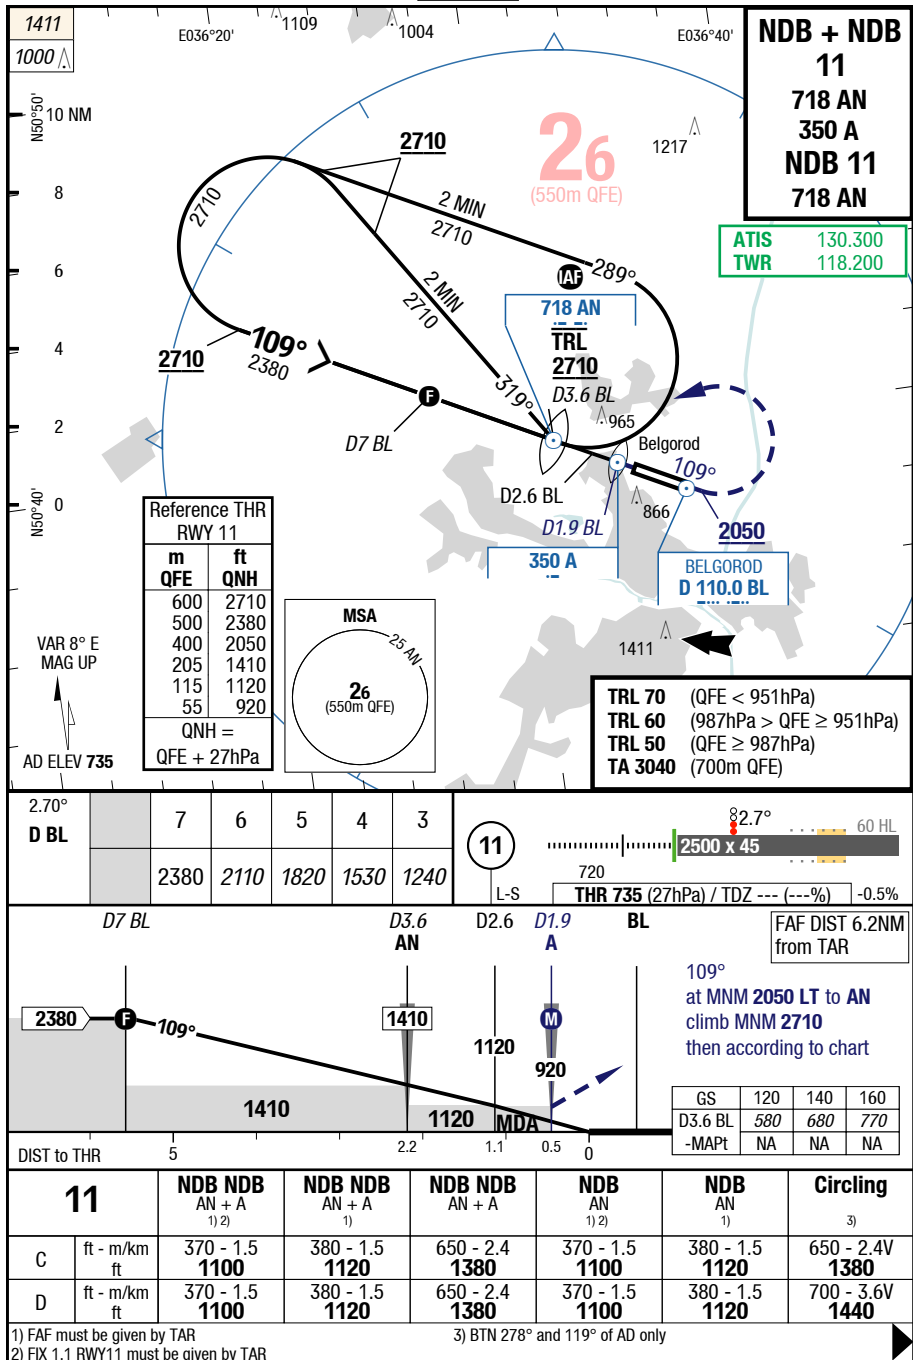 1411
1000
1109
1004
E036°20'
E036°40'
NDB + NDB
11
718 AN
350 A
NDB 11
718 AN
ATIS 130.300
TWR 118.200
N50°50'
10 NM
8
6
4
2
0
N50°40'
26
(550m QFE)
1217
2710
2710
2 MIN
2710
289°
2 MIN
2710
319°
IAF
718 AN
TRL
2710
D3.6 BL
2710
109°
2380
F
D7 BL
965
Belgorod
109°
D2.6 BL
D1.9 BL
866
2050
350 A
BELGOROD
D 110.0 BL
1411
Reference THR
RWY 11
m ft
QFE QNH
600 2710
500 2380
400 2050
205 1410
115 1120
55 920
QNH =
QFE + 27hPa
MSA
25 AN
26
(550m QFE)
VAR 8° E
MAG UP
AD ELEV 735
TRL 70 (QFE < 951hPa)
TRL 60 (987hPa > QFE ≥ 951hPa)
TRL 50 (QFE ≥ 987hPa)
TA 3040 (700m QFE)
2.70°
D BL 7 6 5 4 3
2380 2110 1820 1530 1240
11
L-S
2.7°
60 HL
2500 x 45
720
THR 735 (27hPa) / TDZ --- (---%) -0.5%
D7 BL D3.6 D2.6 D1.9 BL
AN A
FAF DIST 6.2NM
from TAR
2380
F
109°
1410
1120
M
920
1410
1120
MDA
109°
at MNM 2050 LT to AN
climb MNM 2710
then according to chart
GS 120 140 160
D3.6 BL 580 680 770
-MAPt NA NA NA
DIST to THR 5 2.2 1.1 0.5 0
11 NDB NDB NDB NDB NDB NDB NDB NDB Circling
AN + A AN + A AN + A AN AN
1) 2) 1) 1) 2) 1) 3)
C ft - m/km 370 - 1.5 380 - 1.5 650 - 2.4 370 - 1.5 380 - 1.5 650 - 2.4V
ft 1100 1120 1380 1100 1120 1380
D ft - m/km 370 - 1.5 380 - 1.5 650 - 2.4 370 - 1.5 380 - 1.5 700 - 3.6V
ft 1100 1120 1380 1100 1120 1440
1) FAF must be given by TAR 3) BTN 278° and 119° of AD only
2) FIX 1.1 RWY11 must be given by TAR